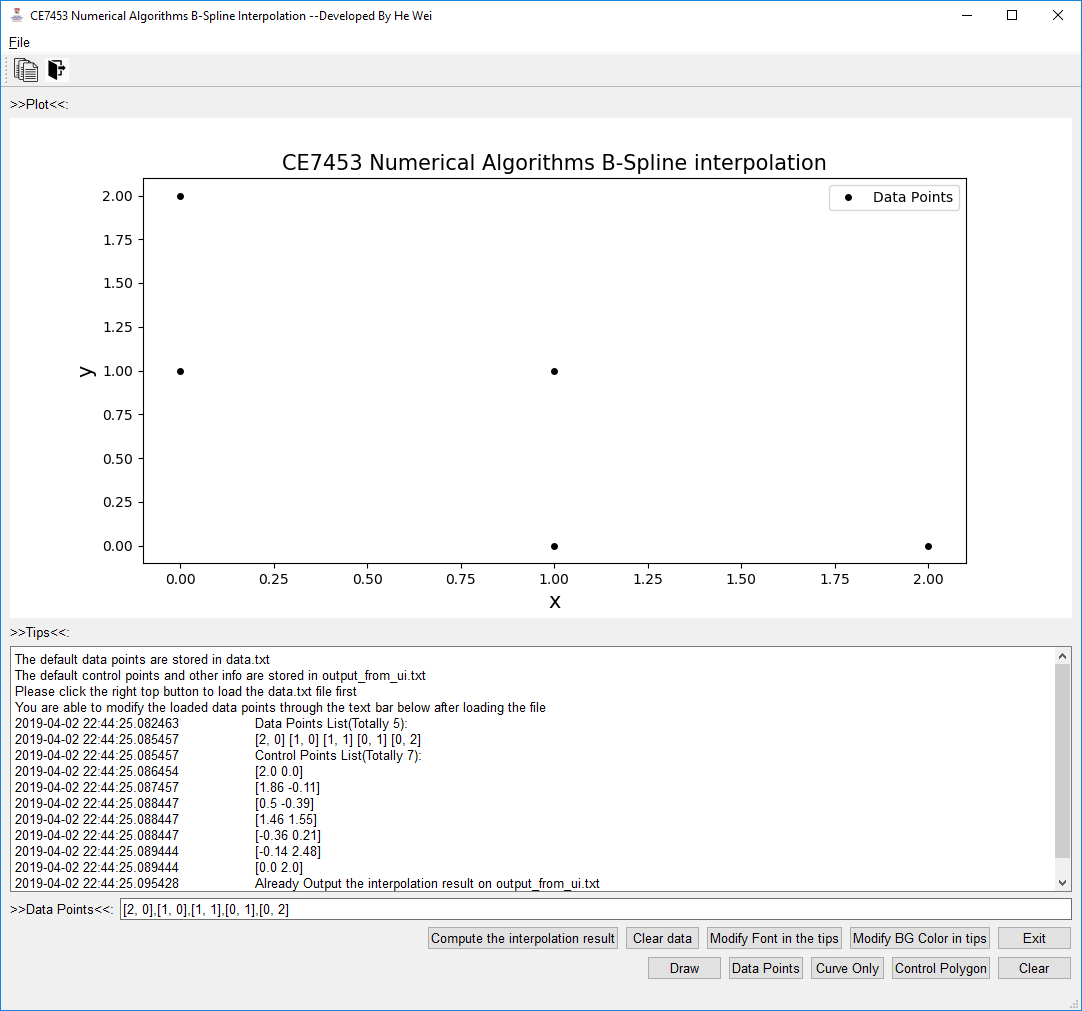 CE7453 Numerical Algorithms B-Spline Interpolation --Developed By He Wei
File
>>Plot<<:
CE7453 Numerical Algorithms B-Spline interpolation
Data Points
2.00
1.75
1.50
1.25
1.00
0.75
0.50
0.25
0.00
y
0.00 0.25 0.50 0.75 1.00 1.25 1.50 1.75 2.00
x
>>Tips<<:
The default data points are stored in data.txt
The default control points and other info are stored in output_from_ui.txt
Please click the right top button to load the data.txt file first
You are able to modify the loaded data points through the text bar below after loading the file
2019-04-02 22:44:25.082463 Data Points List(Totally 5):
2019-04-02 22:44:25.085457 [2, 0] [1, 0] [1, 1] [0, 1] [0, 2]
2019-04-02 22:44:25.085457 Control Points List(Totally 7):
2019-04-02 22:44:25.086454 [2.0 0.0]
2019-04-02 22:44:25.087457 [1.86 -0.11]
2019-04-02 22:44:25.088447 [0.5 -0.39]
2019-04-02 22:44:25.088447 [1.46 1.55]
2019-04-02 22:44:25.088447 [-0.36 0.21]
2019-04-02 22:44:25.089444 [-0.14 2.48]
2019-04-02 22:44:25.089444 [0.0 2.0]
2019-04-02 22:44:25.095428 Already Output the interpolation result on output_from_ui.txt
>>Data Points<<: [2, 0],[1, 0],[1, 1],[0, 1],[0, 2]
Compute the interpolation result Clear data Modify Font in the tips Modify BG Color in tips Exit
Draw Data Points Curve Only Control Polygon Clear